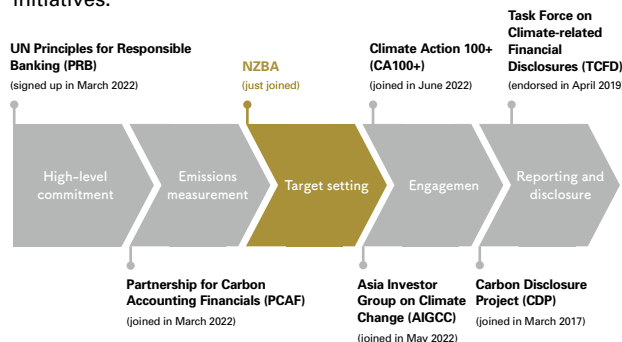 initiatives:
UN Principles for Responsible
Banking (PRB)
(signed up in March 2022)
NZBA
(just joined)
Climate Action 100+
(CA100+)
(joined in June 2022)
Task Force on
Climate-related
Financial
Disclosures (TCFD)
(endorsed in April 2019)
High-level
commitment
Emissions
measurement
Target setting
Engagemen
Reporting and
disclosure
Partnership for Carbon
Accounting Financials (PCAF)
(joined in March 2022)
Asia Investor
Group on Climate
Change (AIGCC)
(joined in May 2022)
Carbon Disclosure
Project (CDP)
(joined in March 2017)